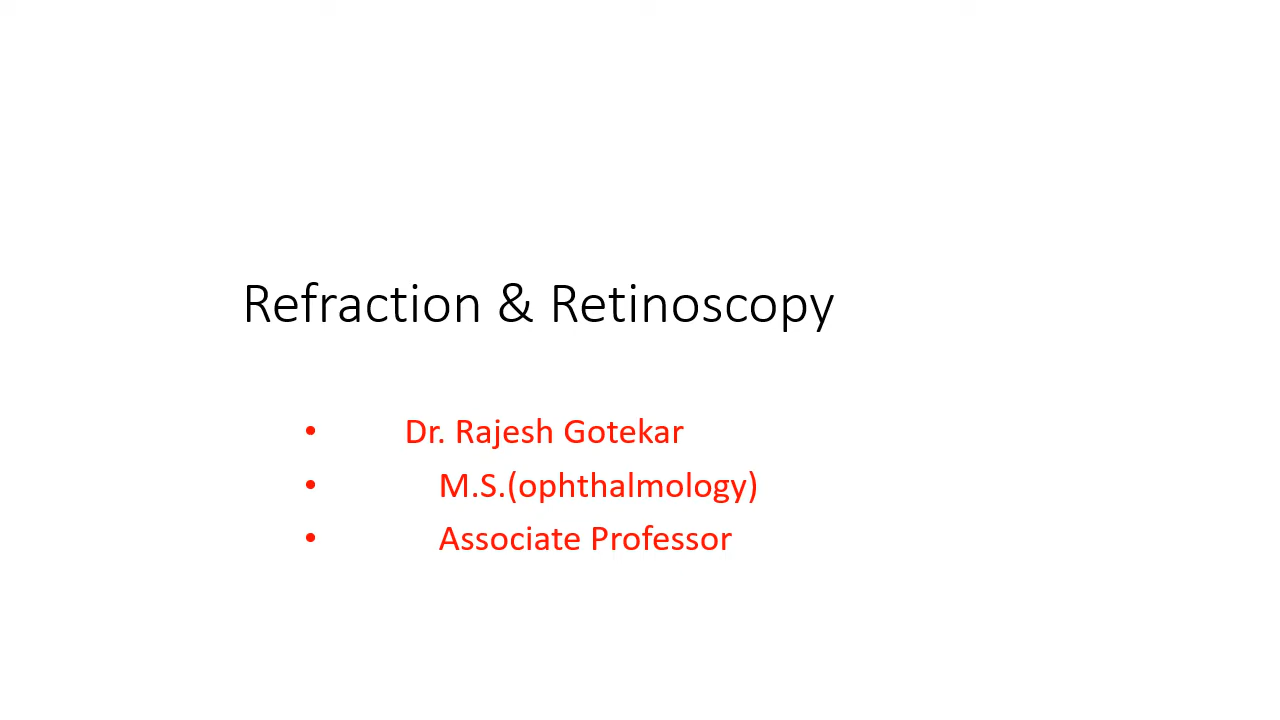 Refraction & Retinoscopy
• Dr. Rajesh Gotekar
• M.S.(ophthalmology)
• Associate Professor